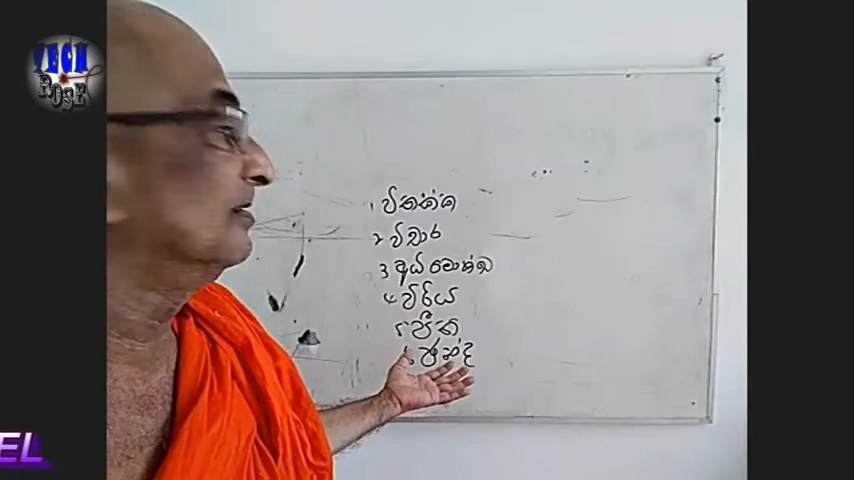 TECH
ROSE
1 විතක්ක
2 විචාර
3 අධිමොක්ඛ
4 විරිය
5 පීති
6 ඡන්ද
EL